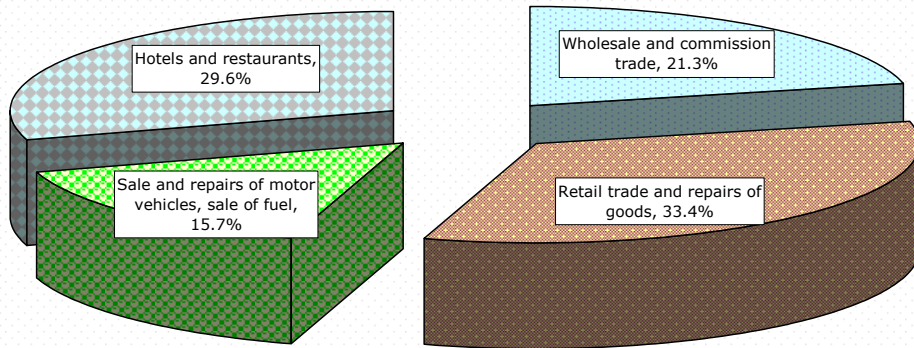 Hotels and restaurants,
29.6%
Wholesale and commission
trade, 21.3%
Sale and repairs of motor
vehicles, sale of fuel,
15.7%
Retail trade and repairs of
goods, 33.4%